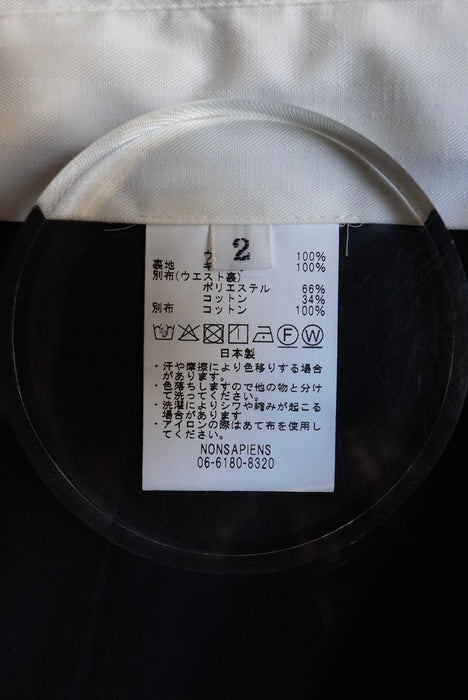 2
ウ 100%
裏地 キ 100%
別布(ウエスト裏)
ポリエステル 66%
コットン 34%
別布 コットン 100%
F W
日本製
・汗や摩擦により色移りする場合
があります。
・色落ちしますので他の物と分け
て洗ってください。
・洗濯によりシワや縮みが起こる
場合があります
・アイロンの際はあて布を使用し
てください。
NONSAPIENS
06-6180-8320